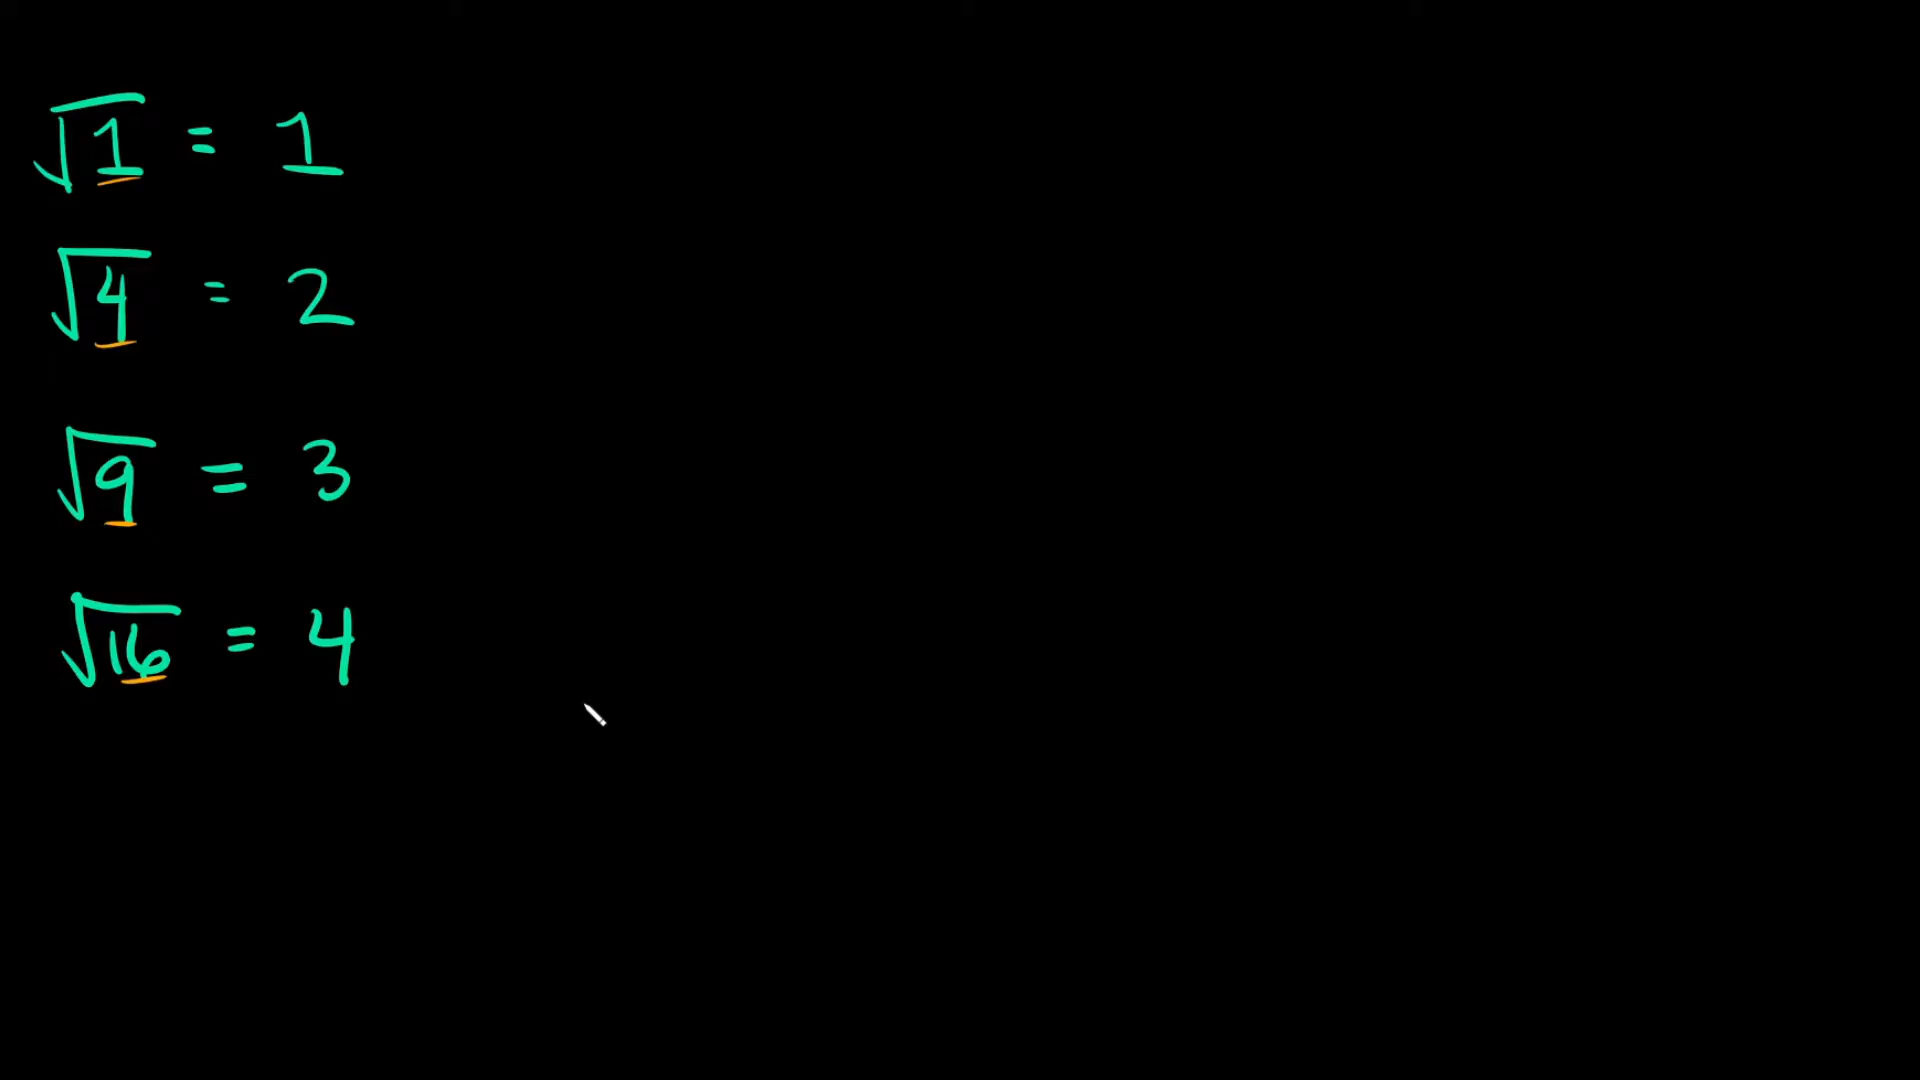 √1 = 1
√4 = 2
√9 = 3
√16 = 4